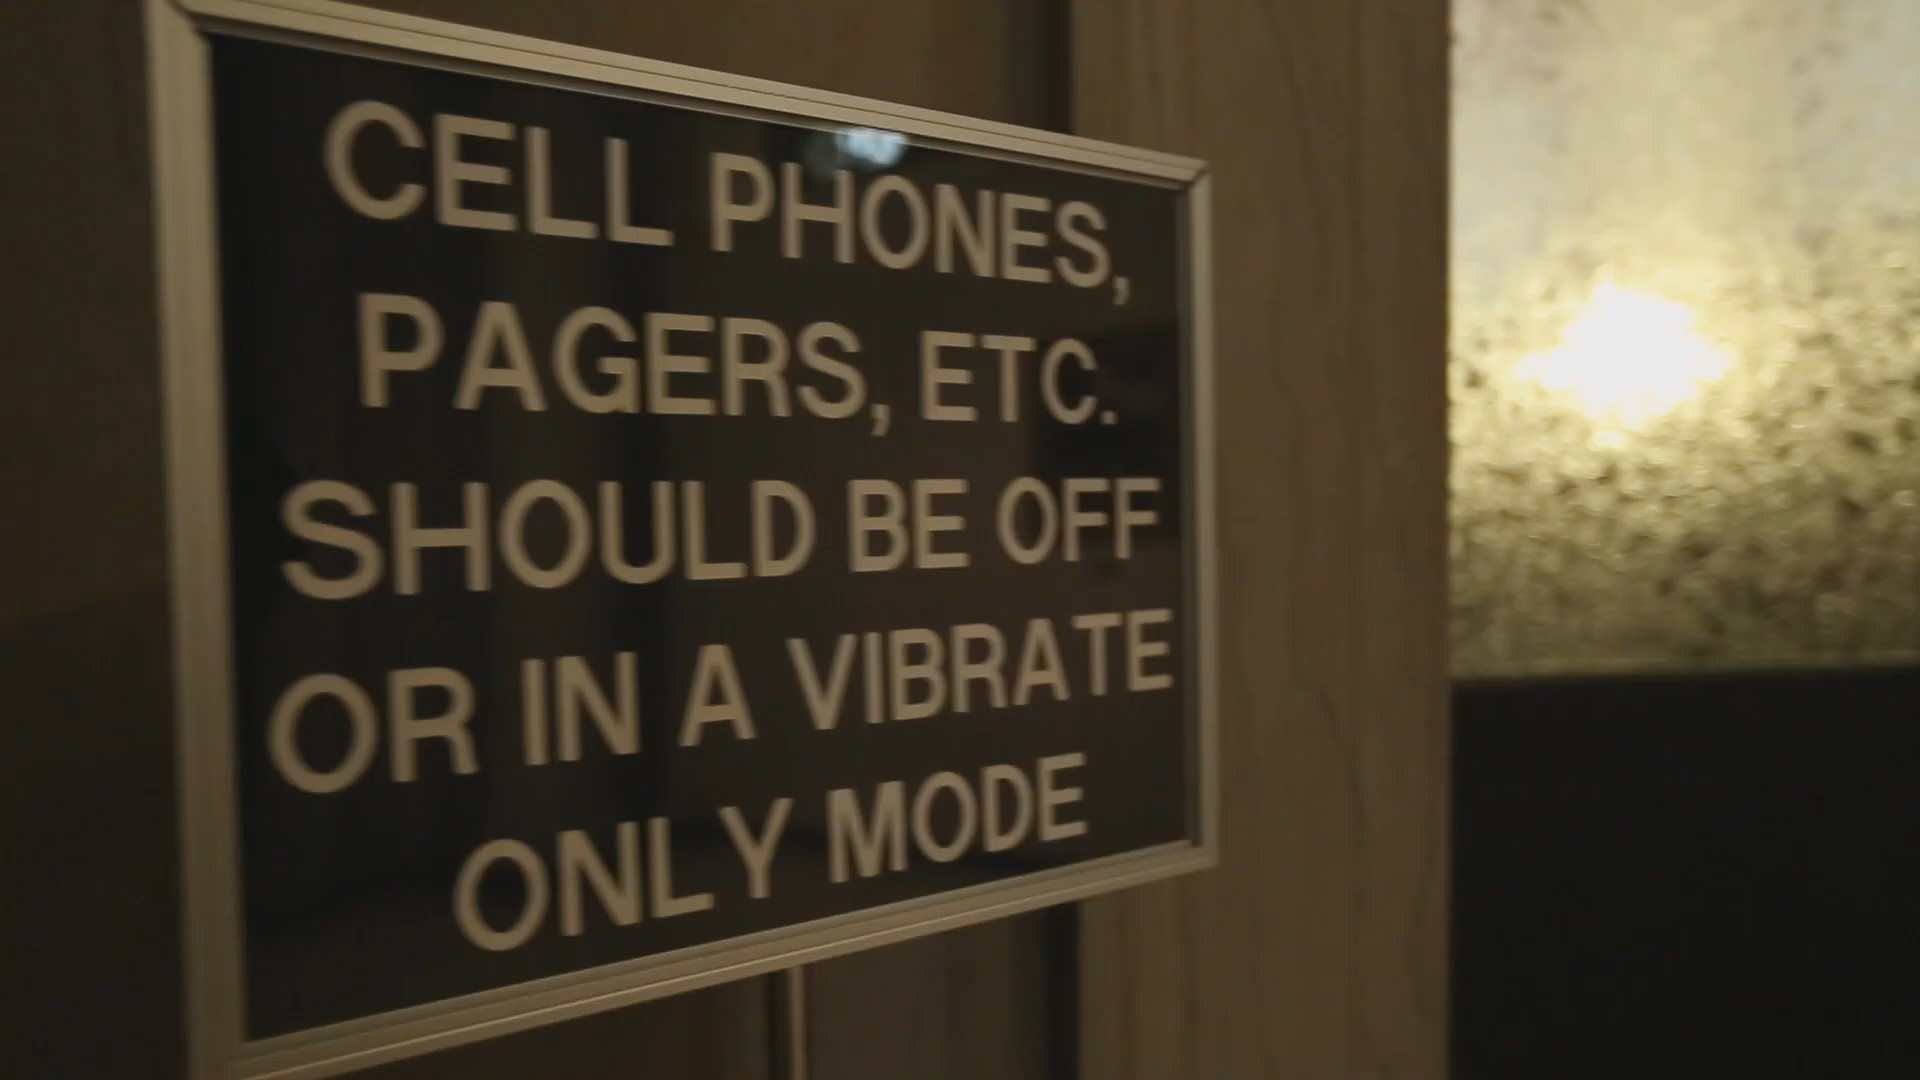 CELL PHONES,
PAGERS, ETC.
SHOULD BE OFF
OR IN A VIBRATE
ONLY MODE